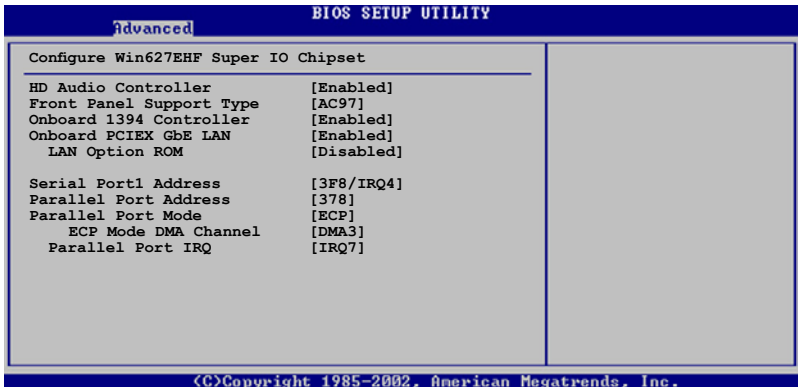 BIOS SETUP UTILITY
Advanced
Configure Win627EHF Super IO Chipset
HD Audio Controller [Enabled]
Front Panel Support Type [AC97]
Onboard 1394 Controller [Enabled]
Onboard PCIEX GbE LAN [Enabled]
LAN Option ROM [Disabled]
Serial Port1 Address [3F8/IRQ4]
Parallel Port Address [378]
Parallel Port Mode [ECP]
ECP Mode DMA Channel [DMA3]
Parallel Port IRQ [IRQ7]
(C)Copyright 1985-2002, American Megatrends, Inc.